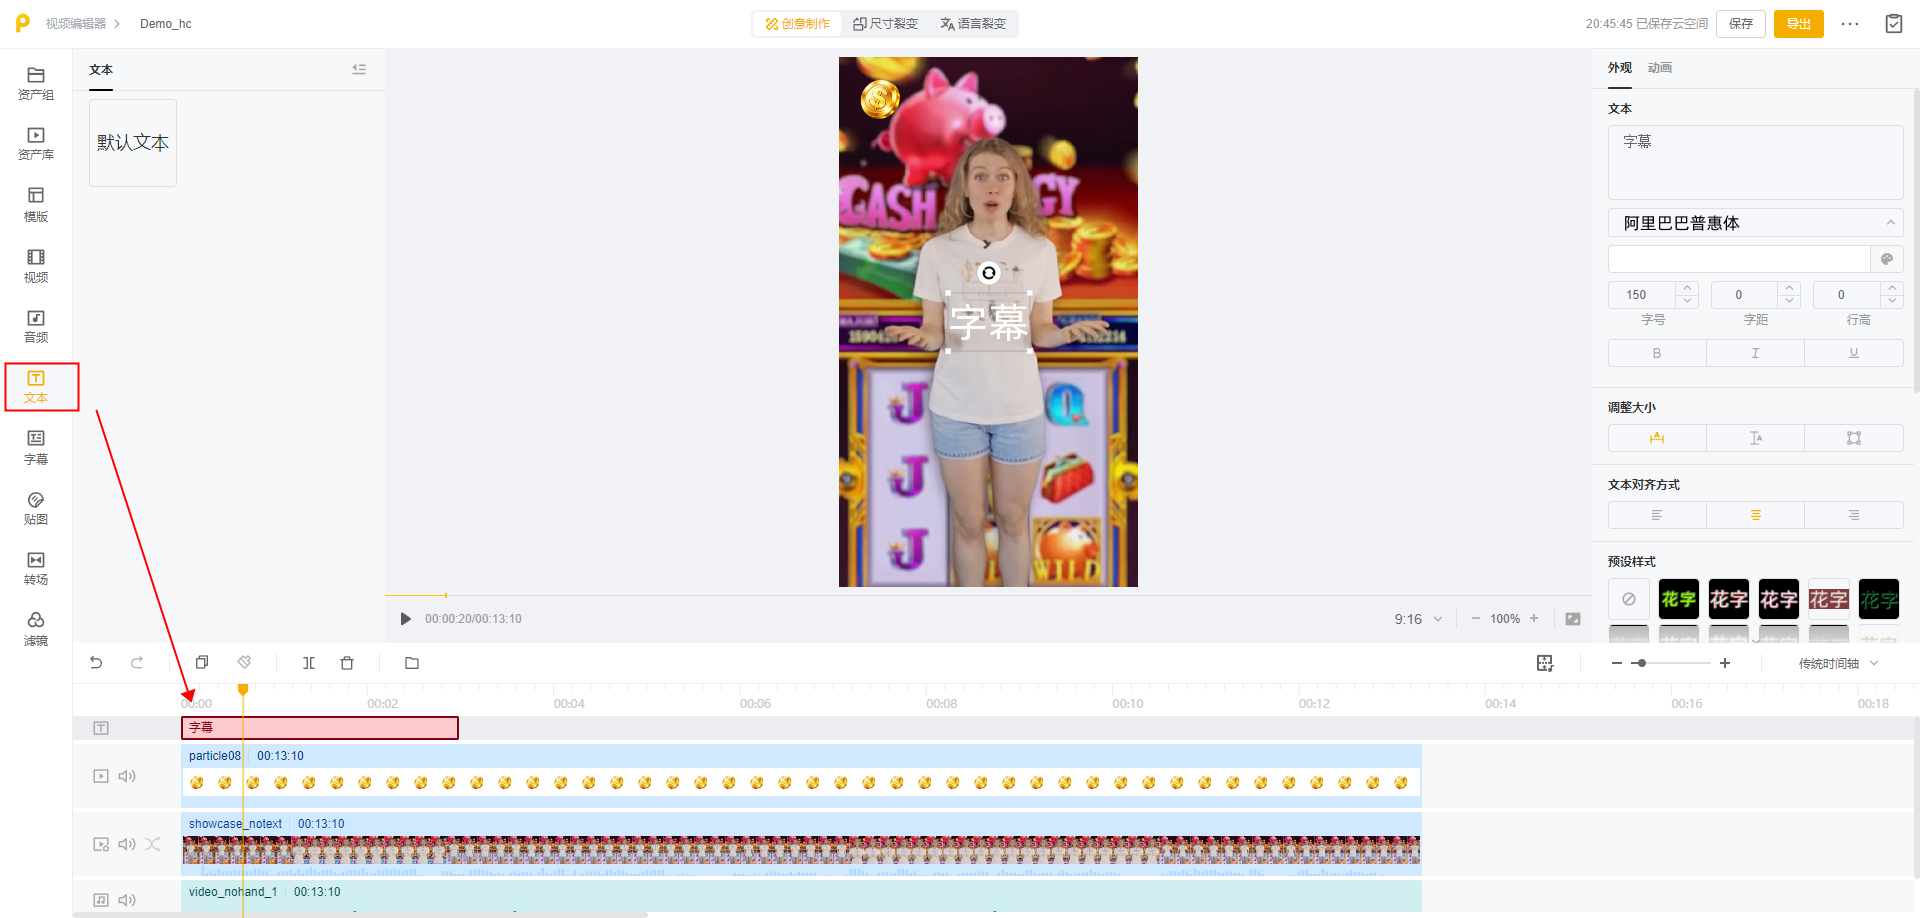 视频编辑器
Demo_hc
创意制作
尺寸裂变
语言裂变
20:45:45 已保存云空间
保存
导出
资产组
资产库
模版
视频
音频
文本
字幕
贴图
转场
滤镜
文本
默认文本
CASH
GY
字幕
J
Q
J
J
WILD
00:00:20/00:13:10
9:16
100%
外观
动画
文本
字幕
阿里巴巴普惠体
150
0
0
字号
字距
行高
B
I
U
调整大小
文本对齐方式
预设样式
花字
花字
花字
花字
花字
传统时间轴
00:00
00:02
00:04
00:06
00:08
00:10
00:12
00:14
00:16
00:18
字幕
particle08
00:13:10
showcase_notext
00:13:10
video_nohand_1
00:13:10